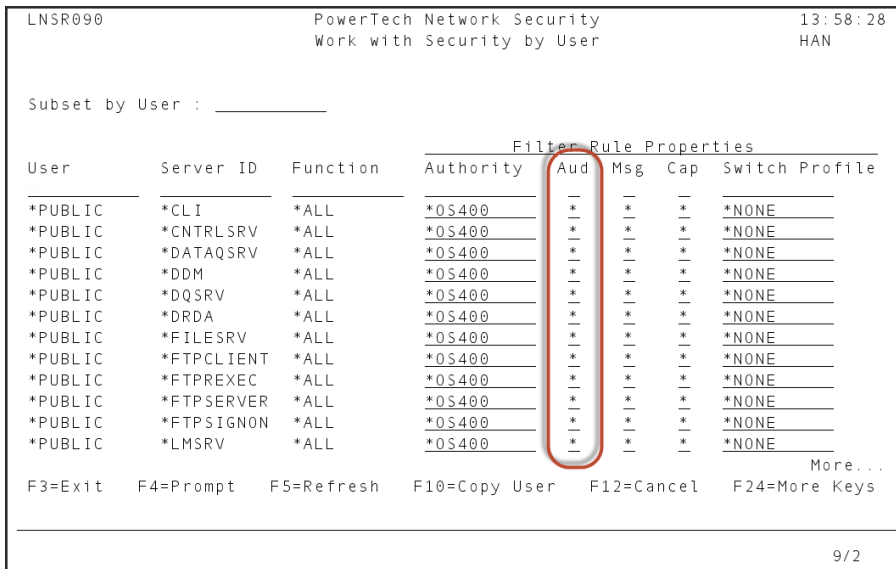 LNSR090 PowerTech Network Security 13:58:28
Work with Security by User HAN
Subset by User : ___________
Filter Rule Properties
User Server ID Function Authority Aud Msg Cap Switch Profile
*PUBLIC *CLI *ALL *OS400 * * * *NONE
*PUBLIC *CNTRLSRV *ALL *OS400 * * * *NONE
*PUBLIC *DATAQSRV *ALL *OS400 * * * *NONE
*PUBLIC *DDM *ALL *OS400 * * * *NONE
*PUBLIC *DQSRV *ALL *OS400 * * * *NONE
*PUBLIC *DRDA *ALL *OS400 * * * *NONE
*PUBLIC *FILESRV *ALL *OS400 * * * *NONE
*PUBLIC *FTPCLIENT *ALL *OS400 * * * *NONE
*PUBLIC *FTPREXEC *ALL *OS400 * * * *NONE
*PUBLIC *FTPSERVER *ALL *OS400 * * * *NONE
*PUBLIC *FTPSIGNON *ALL *OS400 * * * *NONE
*PUBLIC *LMSRV *ALL *OS400 * * * *NONE
More...
F3=Exit F4=Prompt F5=Refresh F10=Copy User F12=Cancel F24=More Keys
9/2